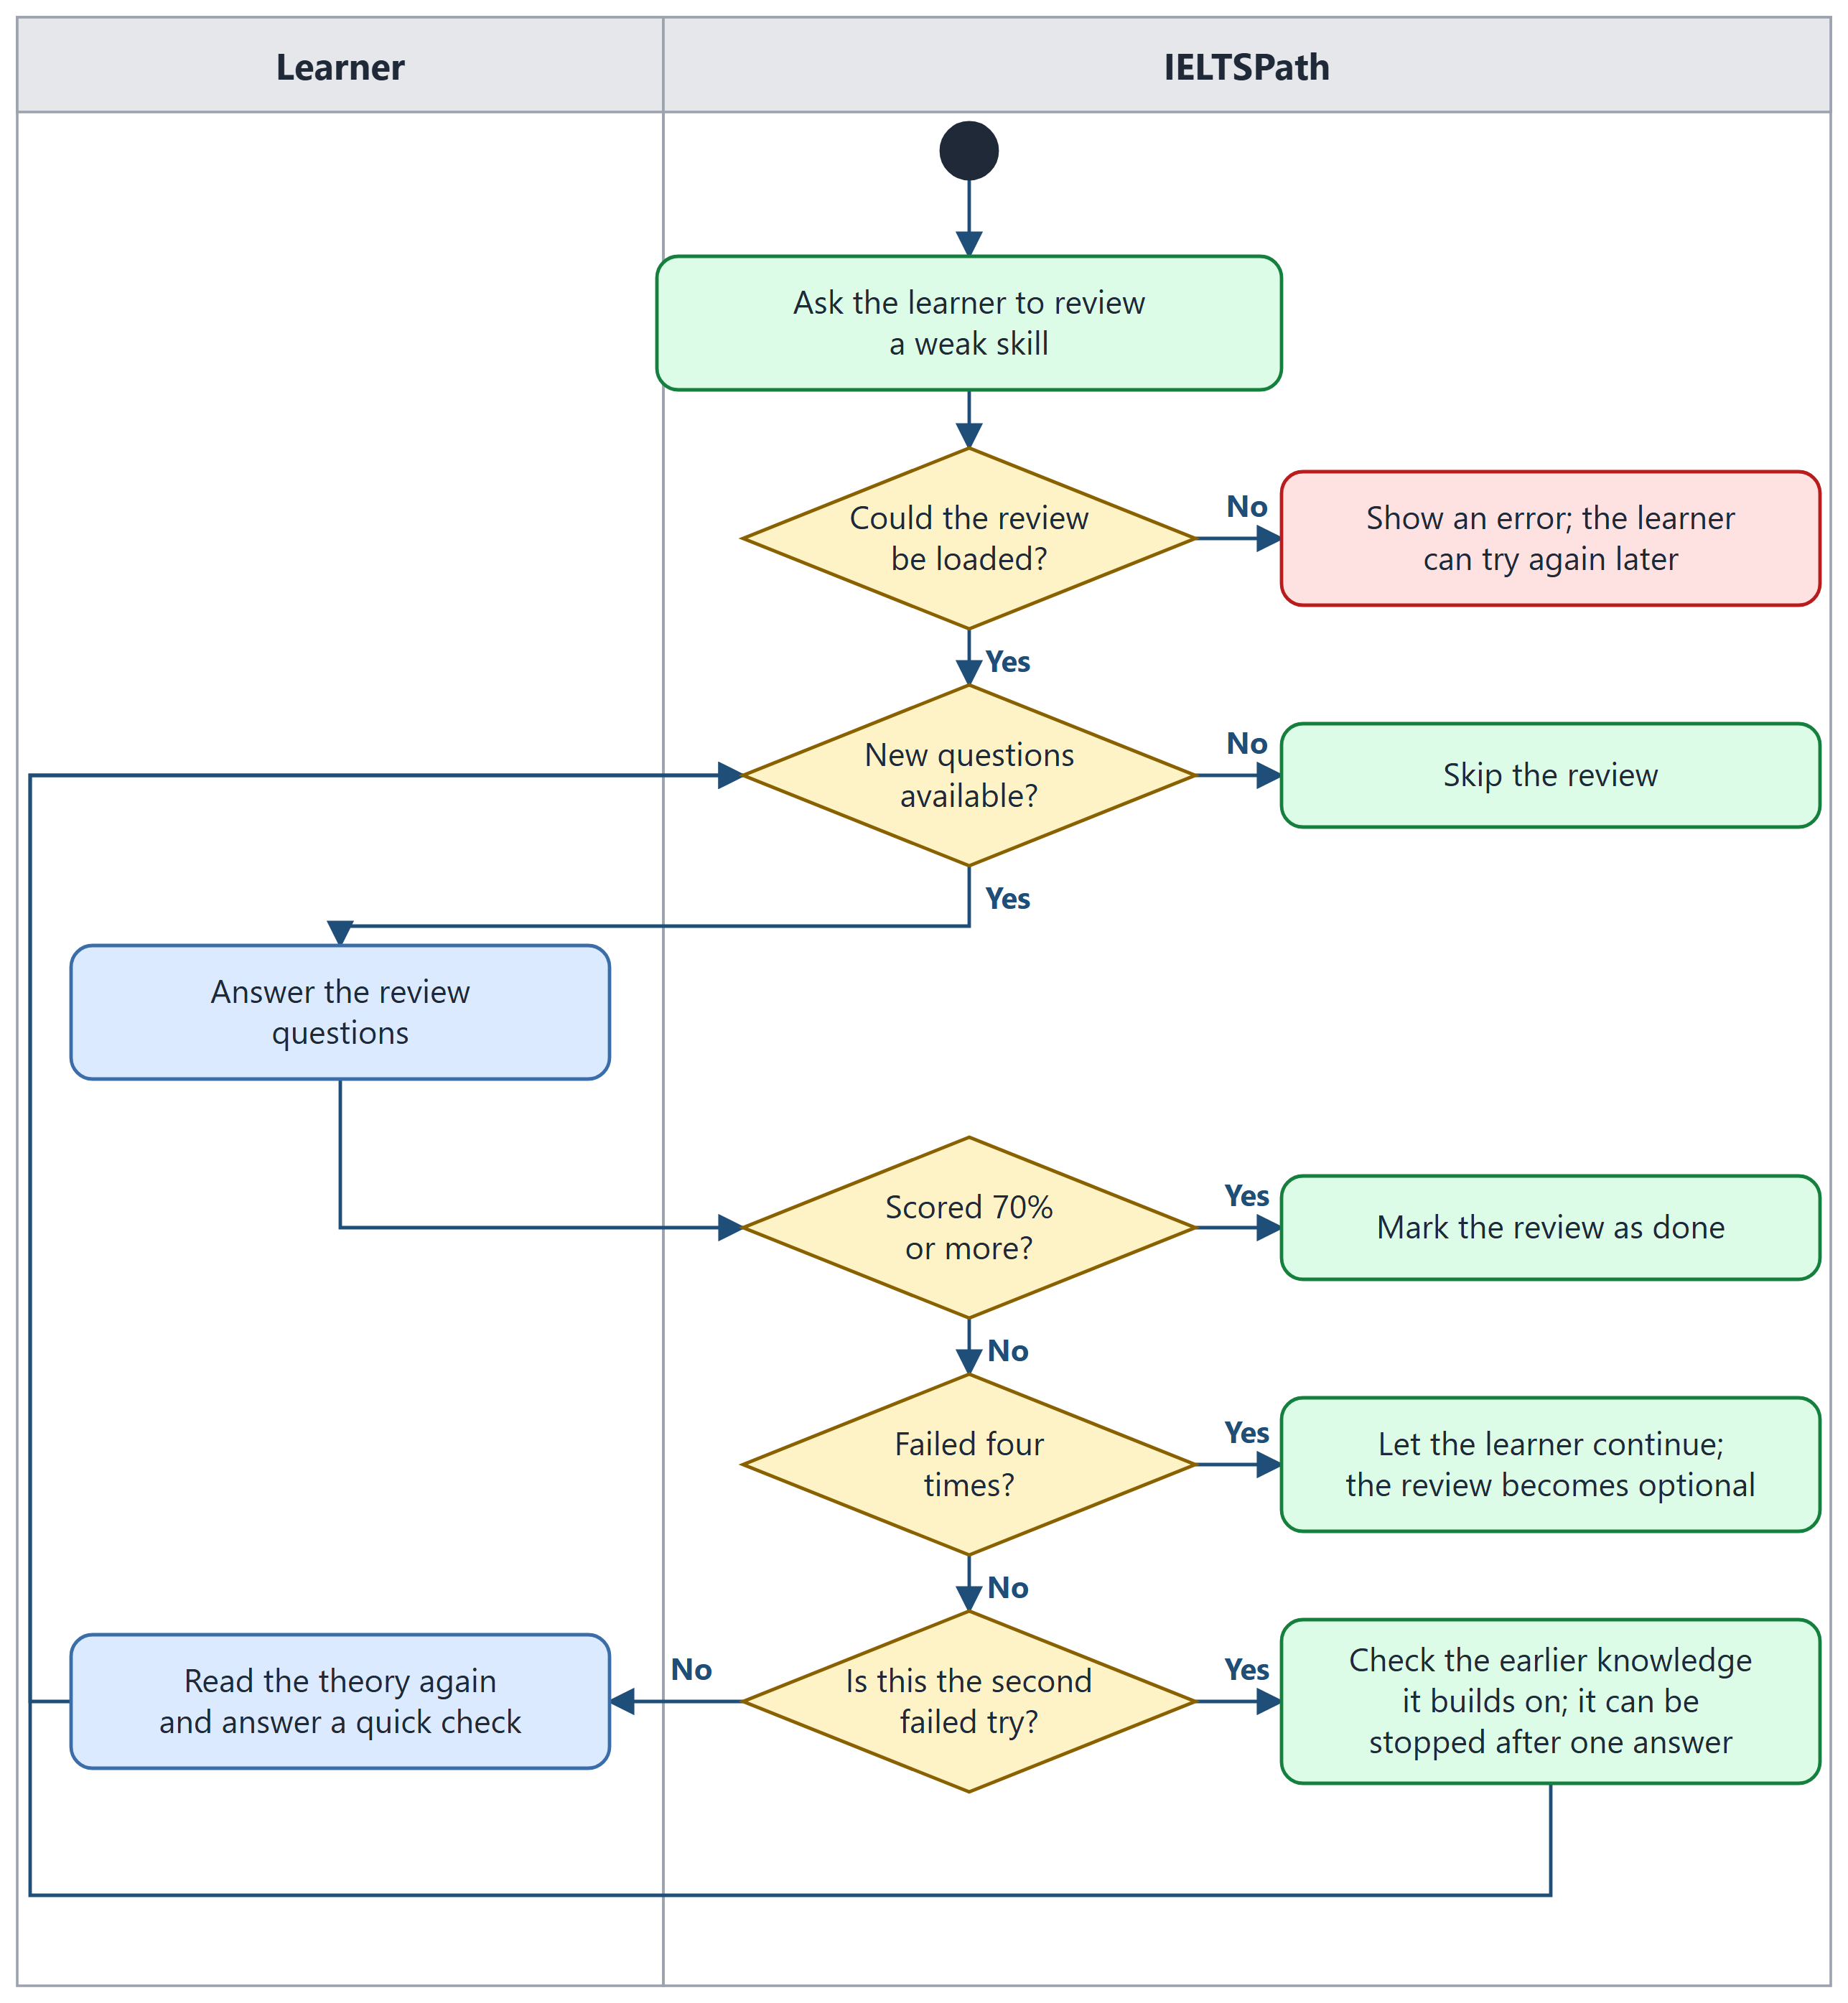 Learner
IELTSPath
Ask the learner to review
a weak skill
Could the review
be loaded?
No
Show an error; the learner
can try again later
Yes
New questions
available?
No
Skip the review
Yes
Answer the review
questions
Scored 70%
or more?
Yes
Mark the review as done
No
Failed four
times?
Yes
Let the learner continue;
the review becomes optional
No
Read the theory again
and answer a quick check
No
Is this the second
failed try?
Yes
Check the earlier knowledge
it builds on; it can be
stopped after one answer